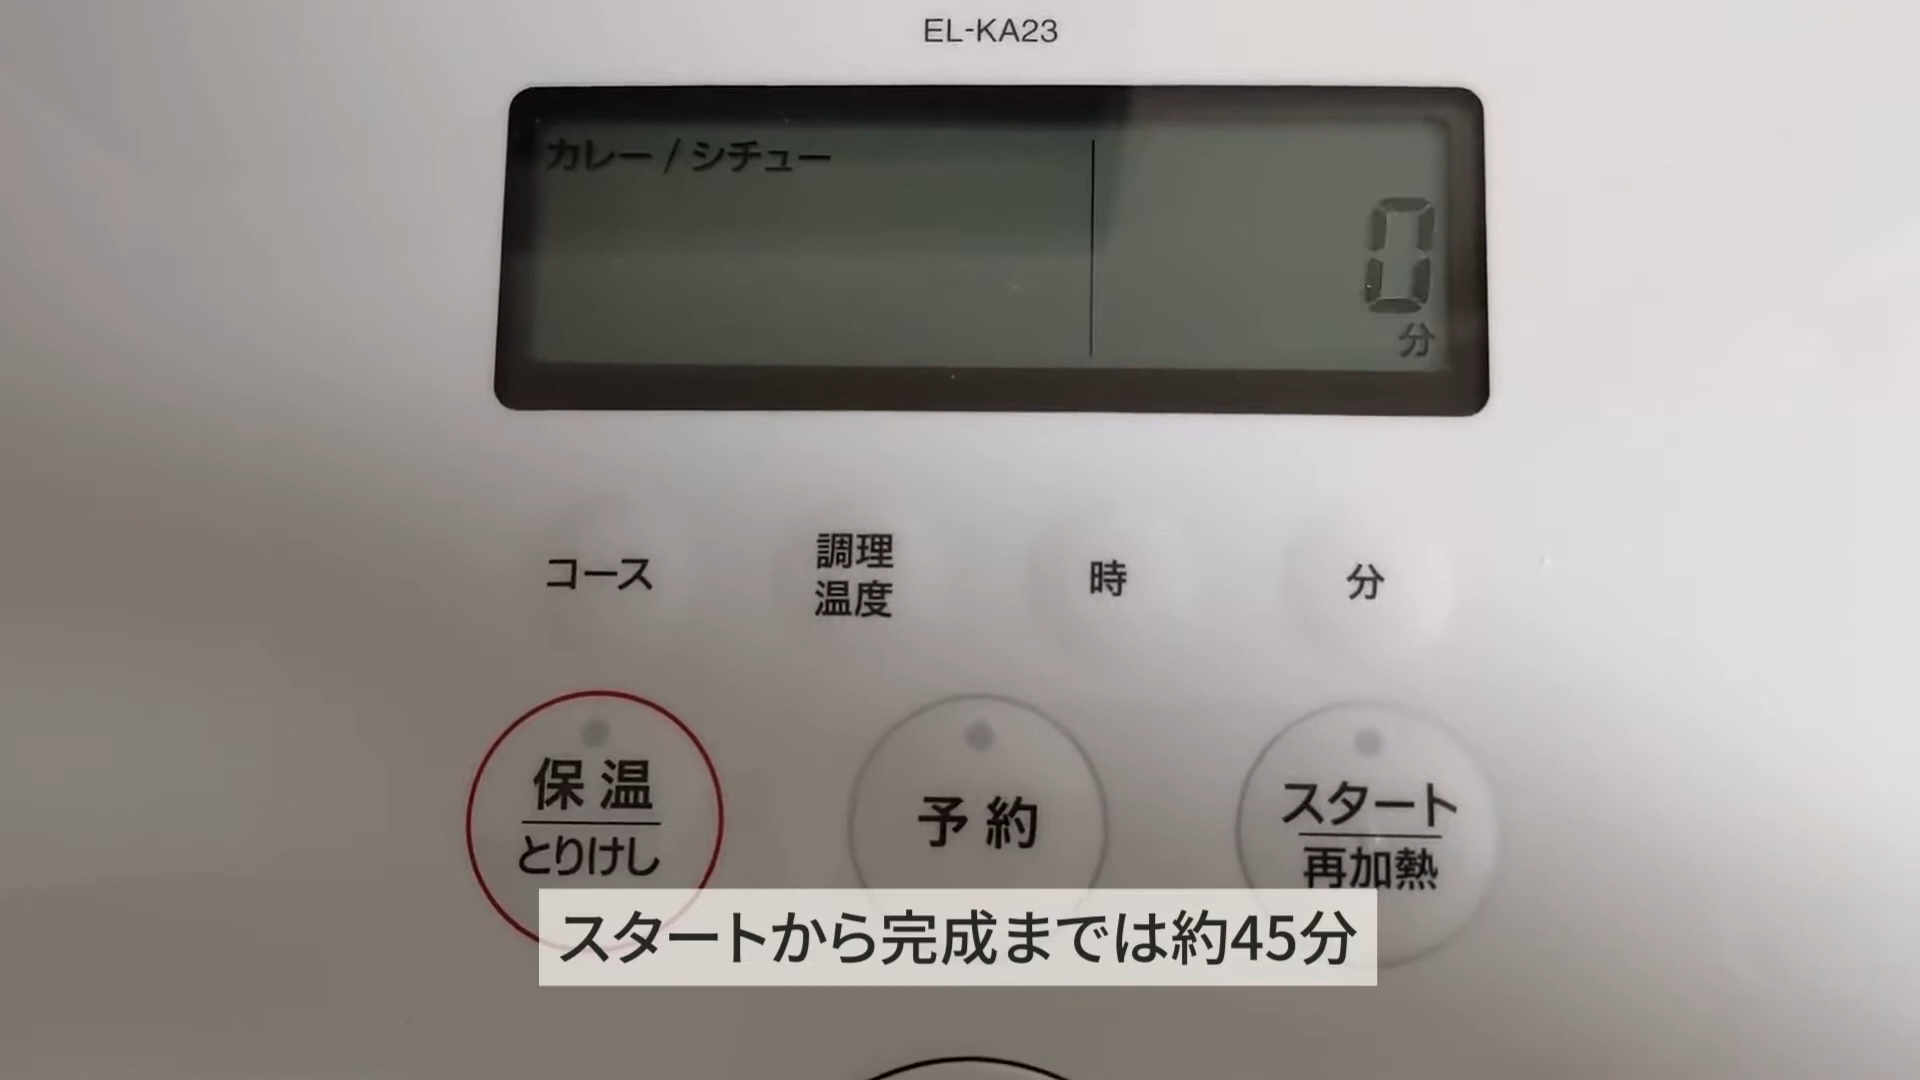 EL-KA23
カレー / シチュー
0
分
コース
調理
温度
時
分
保温
とりけし
予約
スタート
再加熱
スタートから完成までは約45分